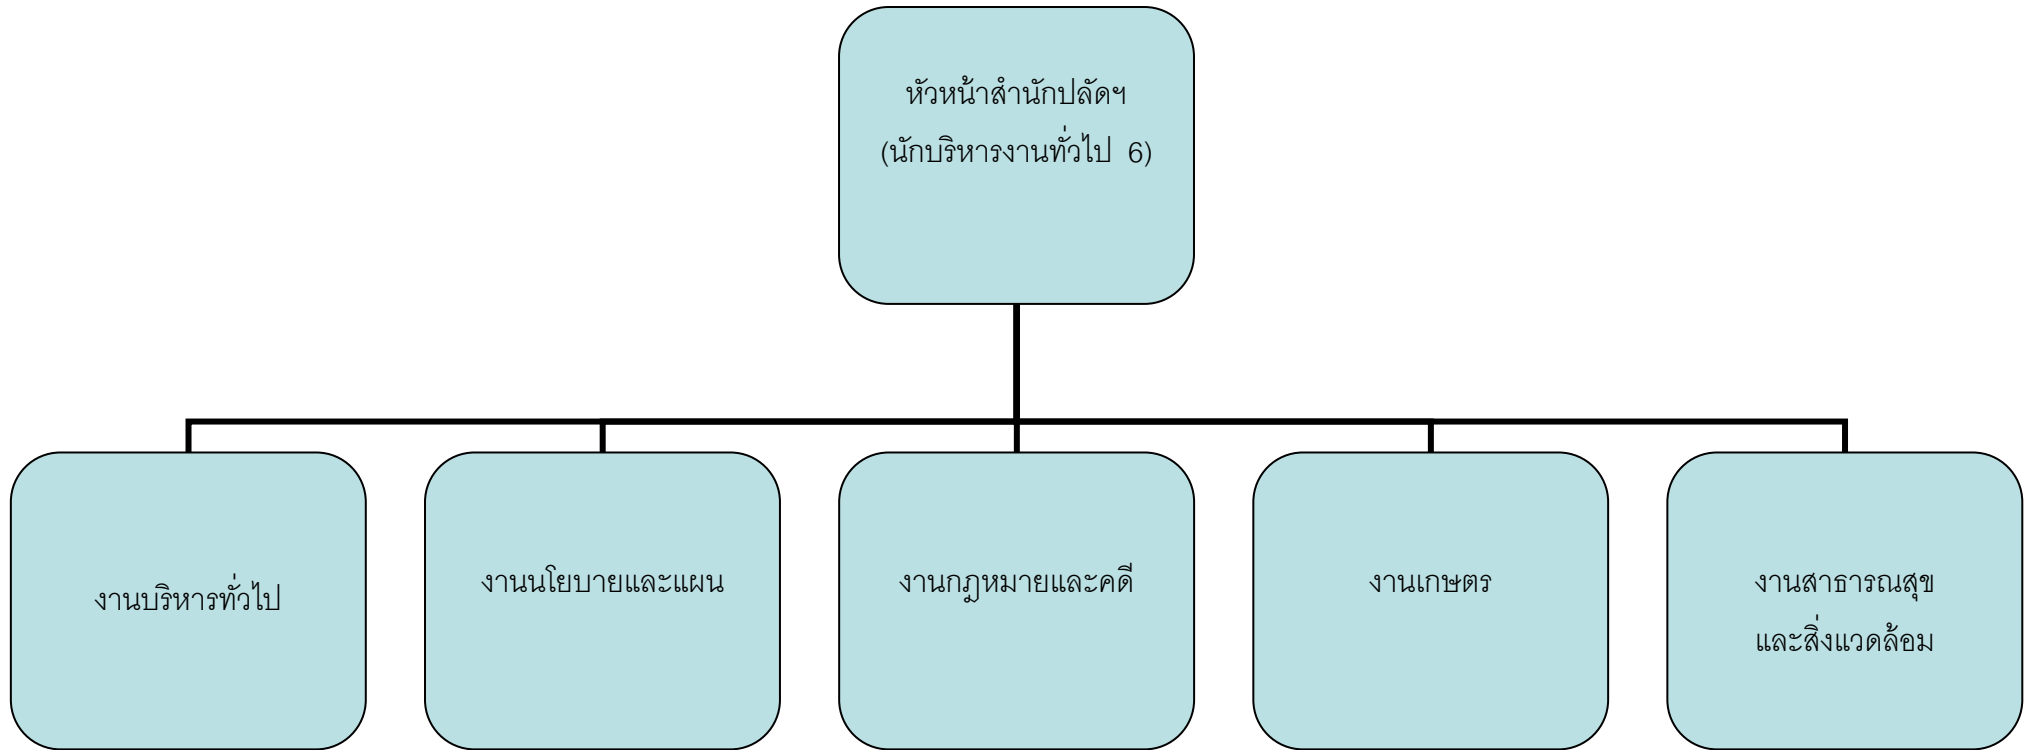 หัวหน้าสำนักปลัดฯ
(นักบริหารงานทั่วไป 6)
งานบริหารทั่วไป
งานนโยบายและแผน
งานกฎหมายและคดี
งานเกษตร
งานสาธารณสุข
และสิ่งแวดล้อม